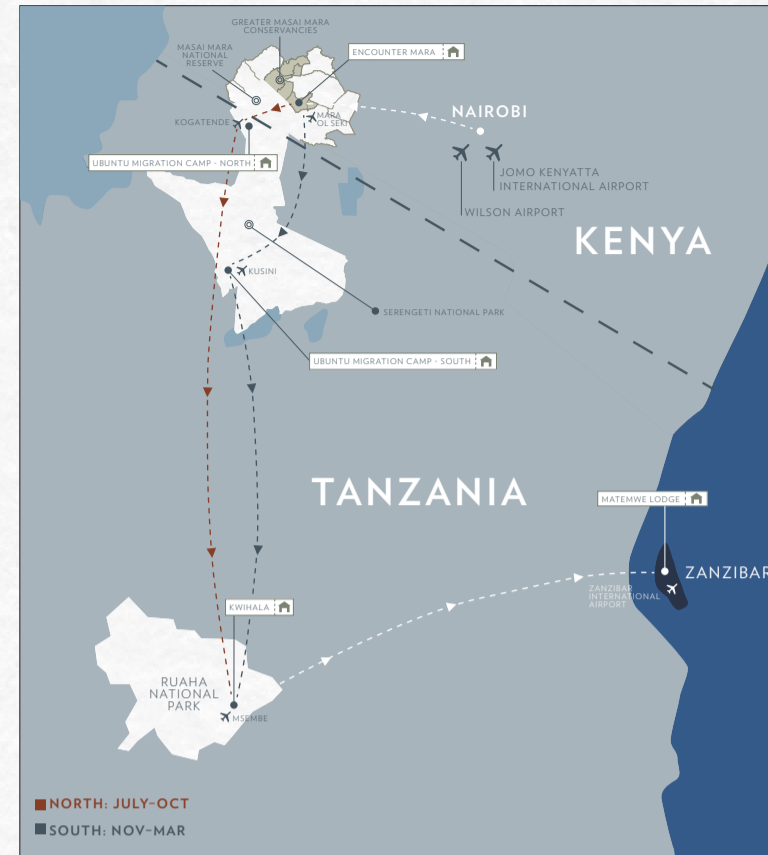 GREATER MASAI MARA
CONSERVANCIES
MASAI MARA
NATIONAL
RESERVE
ENCOUNTER MARA
KOGATENDE
MARA
OL SEKI
NAIROBI
UBUNTU MIGRATION CAMP - NORTH
JOMO KENYATTA
INTERNATIONAL AIRPORT
WILSON AIRPORT
KENYA
KUSINI
SERENGETI NATIONAL PARK
UBUNTU MIGRATION CAMP - SOUTH
TANZANIA
MATEMWE LODGE
ZANZIBAR
ZANZIBAR
INTERNATIONAL
AIRPORT
KWIHALA
RUAHA
NATIONAL
PARK
MSEMBE
NORTH: JULY-OCT
SOUTH: NOV-MAR